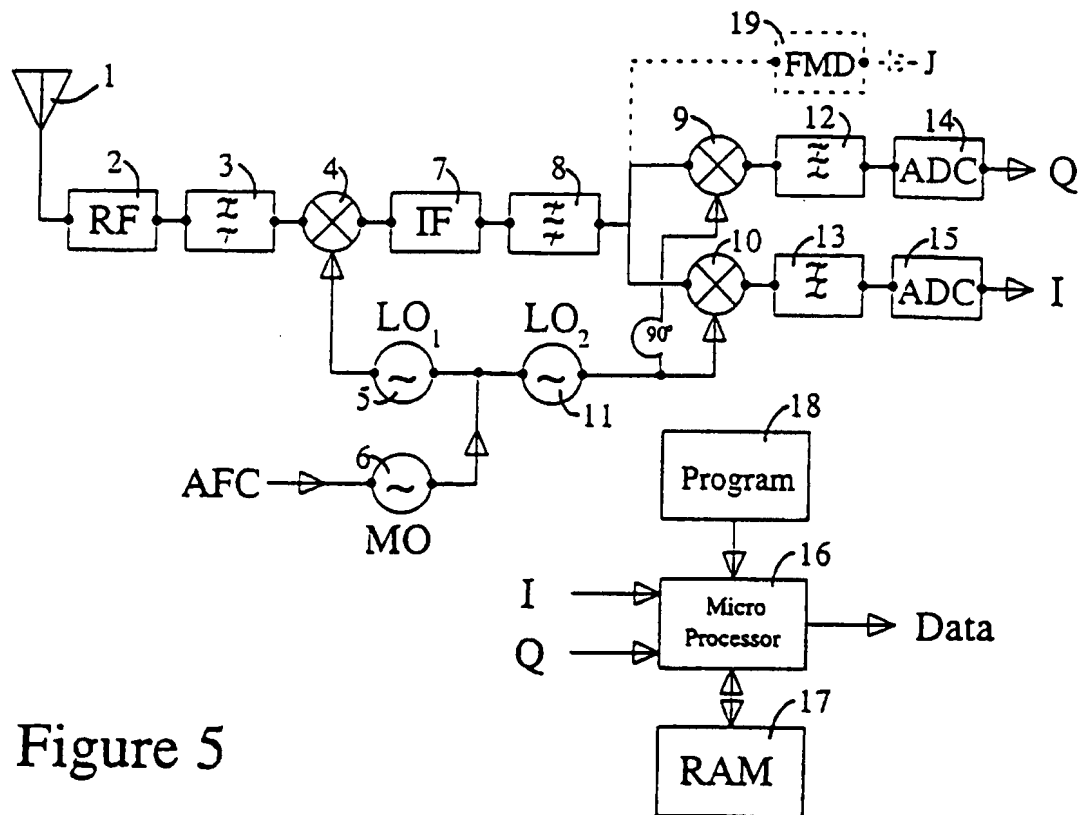 19
FMD
J
1
9
12
14
ADC
Q
2
RF
3
4
7
IF
8
10
13
15
ADC
I
90°
LO1
LO2
5
11
AFC
6
MO
18
Program
16
I
Micro
Processor
Data
Q
17
RAM
Figure 5